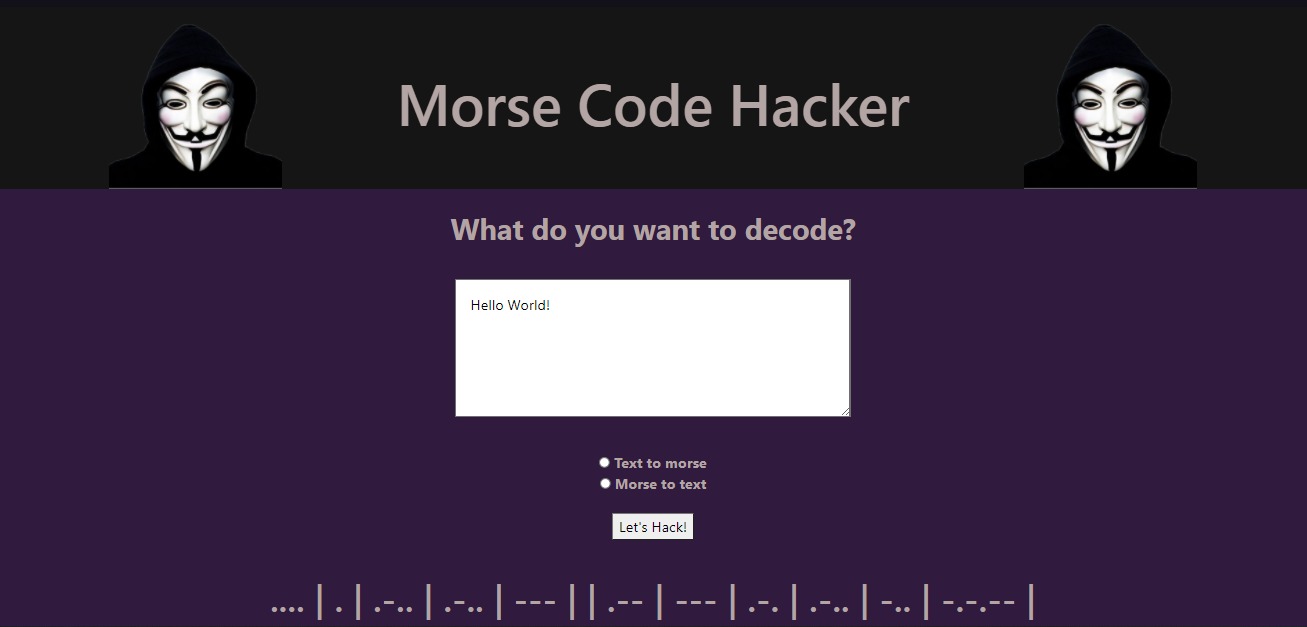 Morse Code Hacker
What do you want to decode?
Hello World!
Text to morse
Morse to text
Let's Hack!
.... | . | .-.. | .-.. | --- | | .-- | --- | .-. | .-.. | -.. | -.-.-- |